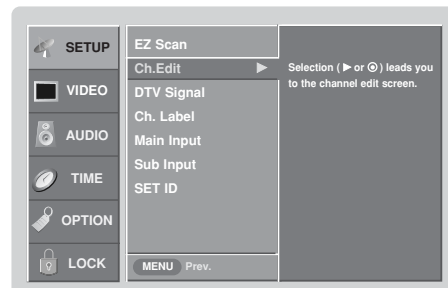 SETUP
VIDEO
AUDIO
TIME
OPTION
LOCK
EZ Scan
Ch.Edit ▶
DTV Signal
Ch. Label
Main Input
Sub Input
SET ID
MENU Prev.
Selection ( ▶ or ◉ ) leads you
to the channel edit screen.